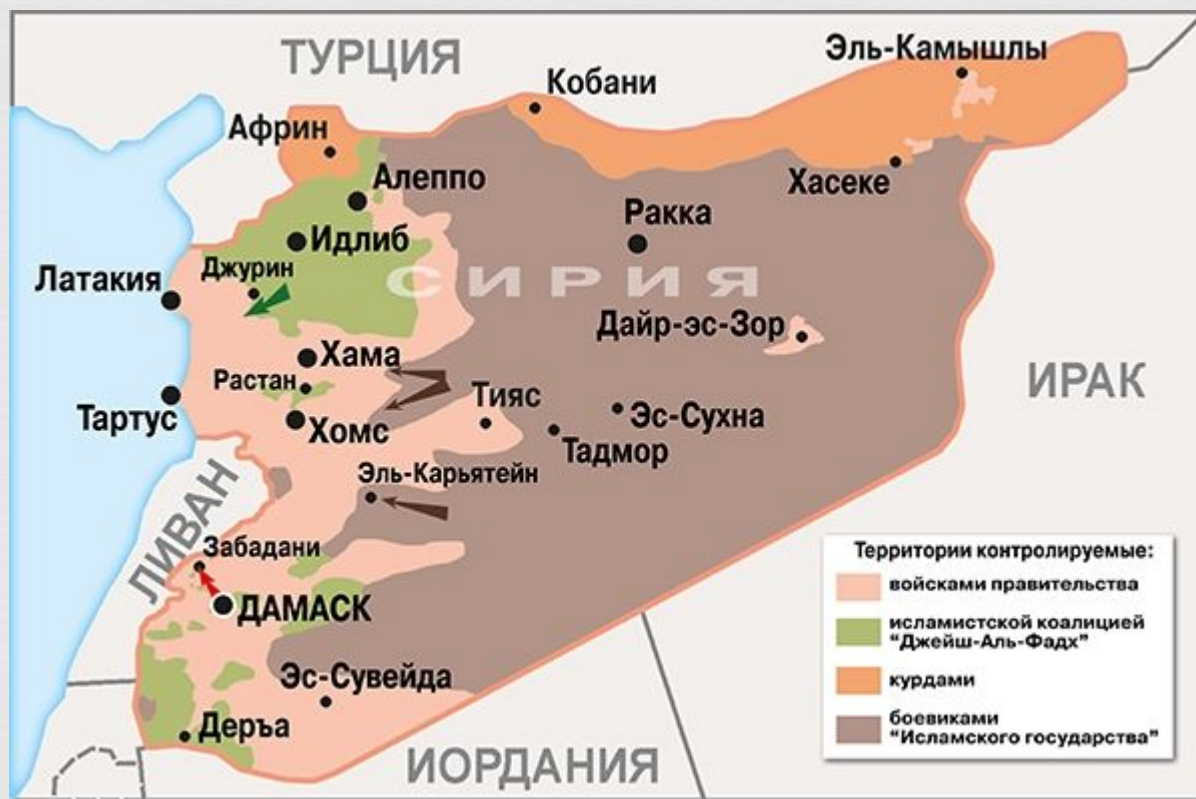 ТУРЦИЯ
Эль-Камышлы
Кобани
Африн
Алеппо
Хасеке
Ракка
Идлиб
Джурин
СИРИЯ
Латакия
Дайр-эс-Зор
Хама
ИРАК
Растан
Тияс
Эс-Сухна
Тартус
Хомс
Тадмор
Эль-Карьятейн
ЛИВАН
Забадани
ДАМАСК
Эс-Сувейда
Деръа
ИОРДАНИЯ
Территории контролируемые:
войсками правительства
исламистской коалицией
"Джейш-Аль-Фадх"
курдами
боевиками
"Исламского государства"